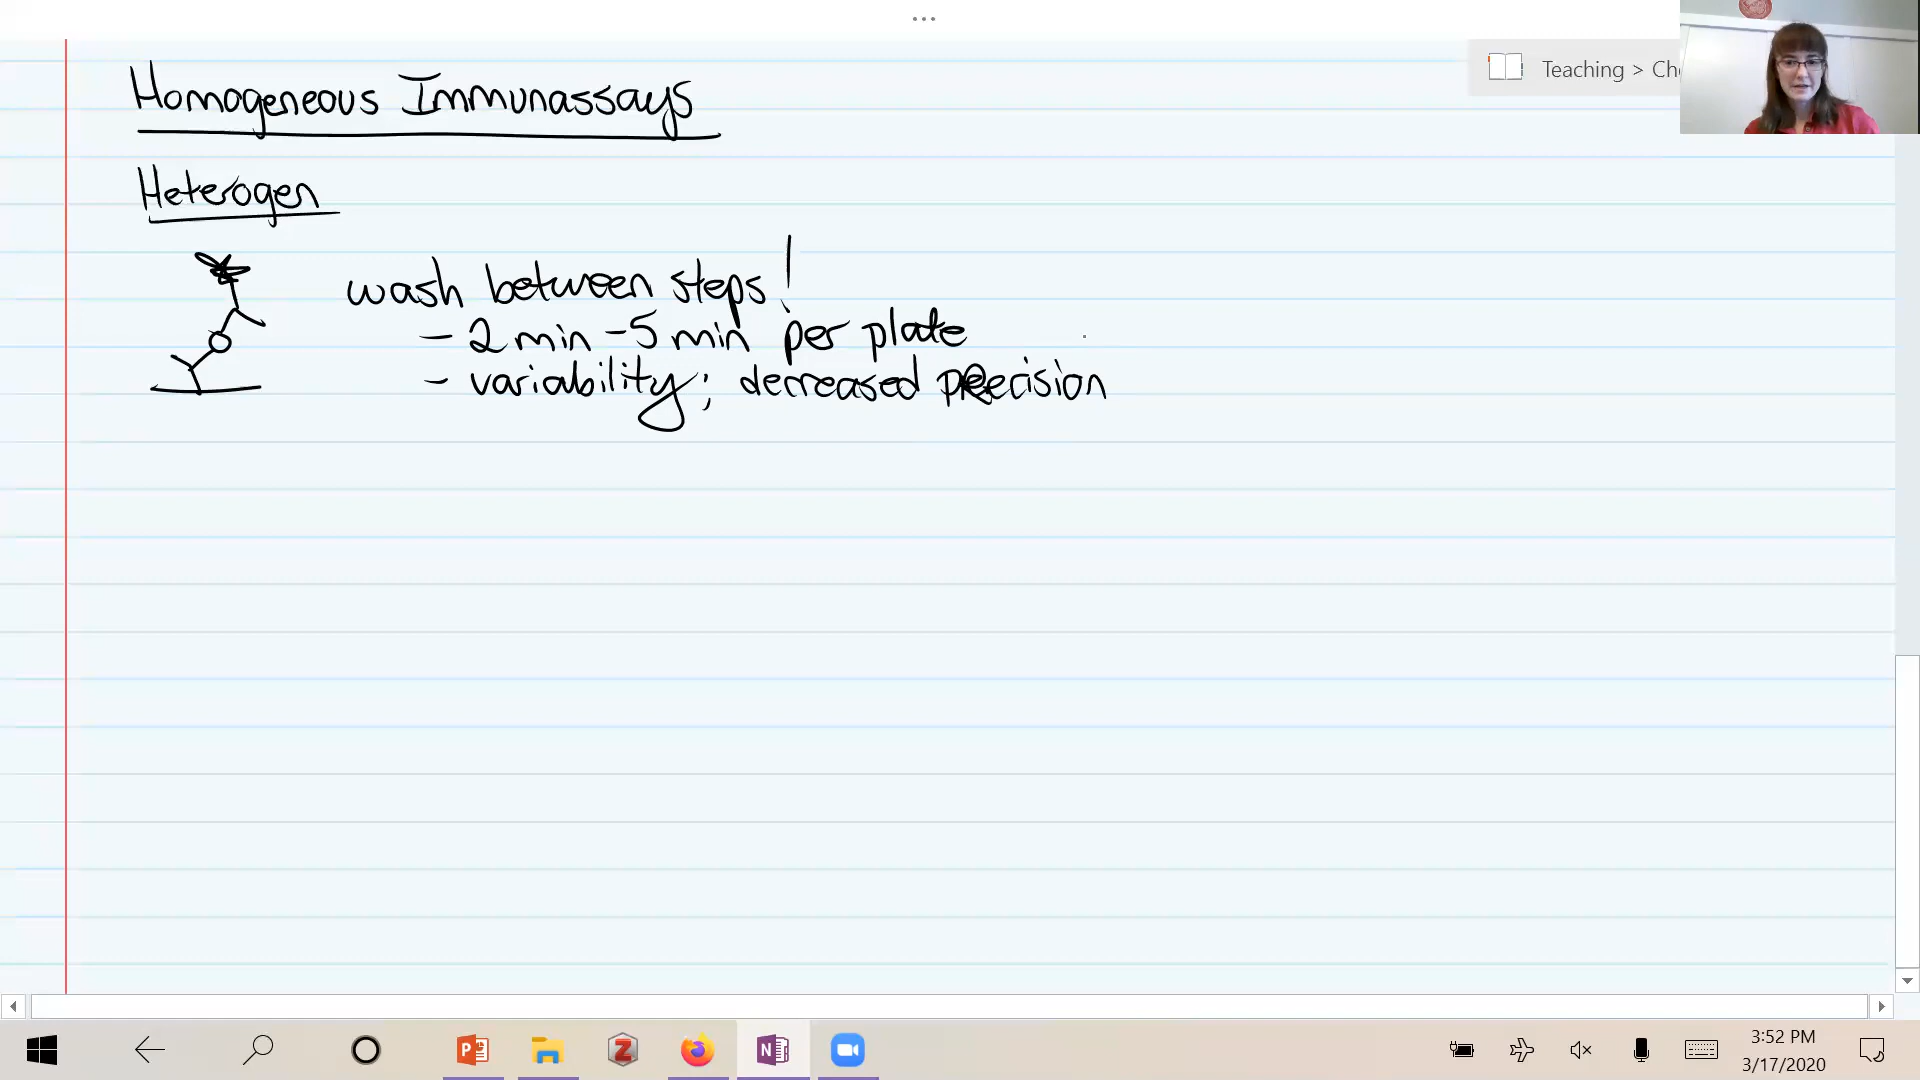 Homogeneous Immunassays
Teaching > Ch
Heterogen
wash between steps!
- 2 min - 5 min per plate
- variability; decreased precision
3:52 PM
3/17/2020